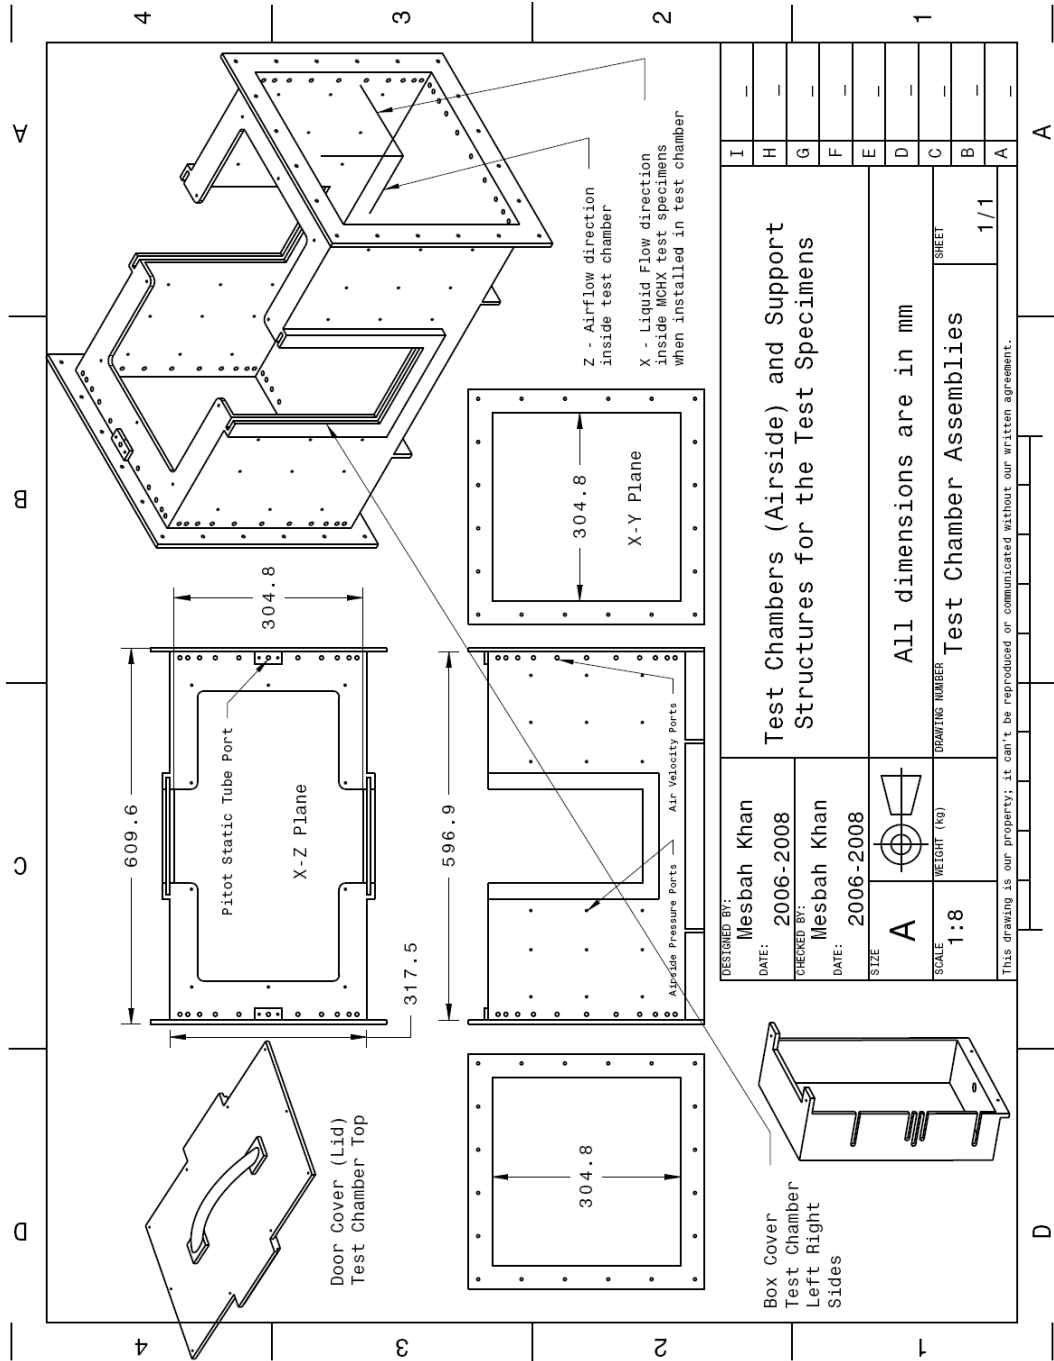 4
3
2
1
D
C
B
A
D
C
B
A
4
3
2
1
Door Cover (Lid)
Test Chamber Top
609.6
304.8
317.5
Pitot Static Tube Port
X-Z Plane
596.9
Airside Pressure Ports
Air Velocity Ports
304.8
304.8
X-Y Plane
Z - Airflow direction
inside test chamber
X - Liquid Flow direction
inside MCHX test specimens
when installed in test chamber
Box Cover
Test Chamber
Left Right
Sides
DESIGNED BY:
Mesbah Khan
DATE:
2006-2008
CHECKED BY:
Mesbah Khan
DATE:
2006-2008
SIZE
A
SCALE
1:8
WEIGHT (kg)
Test Chambers (Airside) and Support
Structures for the Test Specimens
All dimensions are in mm
DRAWING NUMBER
Test Chamber Assemblies
SHEET
1/1
I –
H –
G –
F –
E –
D –
C –
B –
A –
This drawing is our property; it can't be reproduced or communicated without our written agreement.
D
A